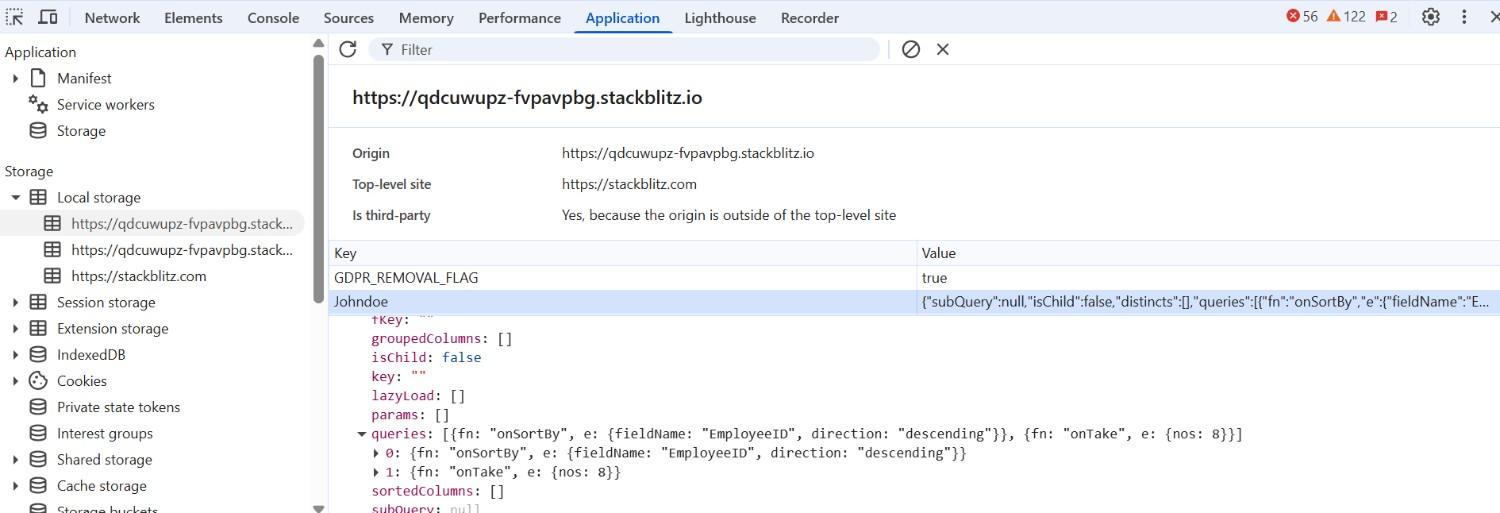 Network Elements Console Sources Memory Performance Application Lighthouse Recorder 56 122 2
Application
Manifest
Service workers
Storage
Storage
Local storage
https://qdcuwupz-fvpavpbg.stack...
https://qdcuwupz-fvpavpbg.stack...
https://stackblitz.com
Session storage
Extension storage
IndexedDB
Cookies
Private state tokens
Interest groups
Shared storage
Cache storage
Storage buckets
Filter
https://qdcuwupz-fvpavpbg.stackblitz.io
Origin https://qdcuwupz-fvpavpbg.stackblitz.io
Top-level site https://stackblitz.com
Is third-party Yes, because the origin is outside of the top-level site
Key Value
GDPR_REMOVAL_FLAG true
Johndoe {"subQuery":null,"isChild":false,"distincts":[],"queries":[{"fn":"onSortBy","e":{"fieldName":"E...
fKey: ""
groupedColumns: []
isChild: false
key: ""
lazyLoad: []
params: []
queries: [{fn: "onSortBy", e: {fieldName: "EmployeeID", direction: "descending"}}, {fn: "onTake", e: {nos: 8}}]
0: {fn: "onSortBy", e: {fieldName: "EmployeeID", direction: "descending"}}
1: {fn: "onTake", e: {nos: 8}}
sortedColumns: []
subQuery: null